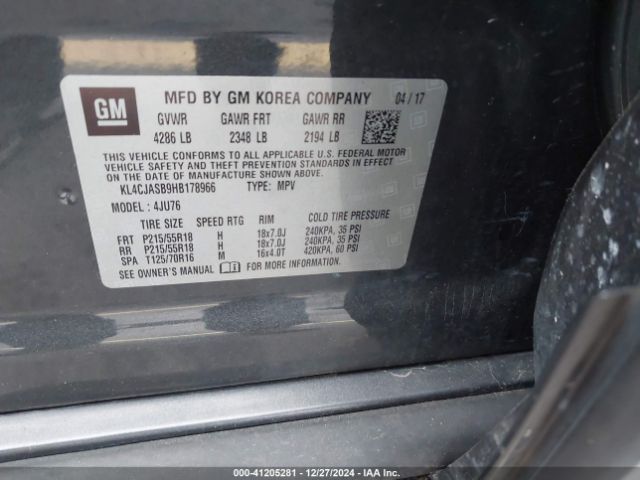 GM
MFD BY GM KOREA COMPANY 04 / 17
GVWR GAWR FRT GAWR RR
4286 LB 2348 LB 2194 LB
THIS VEHICLE CONFORMS TO ALL APPLICABLE U.S. FEDERAL MOTOR
VEHICLE SAFETY AND THEFT PREVENTION STANDARDS IN EFFECT
ON THE DATE OF MANUFACTURE SHOWN ABOVE.
KL4CJASB9HB178966 TYPE: MPV
MODEL : 4JU76
TIRE SIZE SPEED RTG RIM COLD TIRE PRESSURE
FRT P215/55R18 H 18x7.0J 240KPA, 35 PSI
RR P215/55R18 H 18x7.0J 240KPA, 35 PSI
SPA T125/70R16 M 16x4.0T 420KPA, 60 PSI
SEE OWNER'S MANUAL FOR MORE INFORMATION.
000-41205281 - 12/27/2024 - IAA Inc.